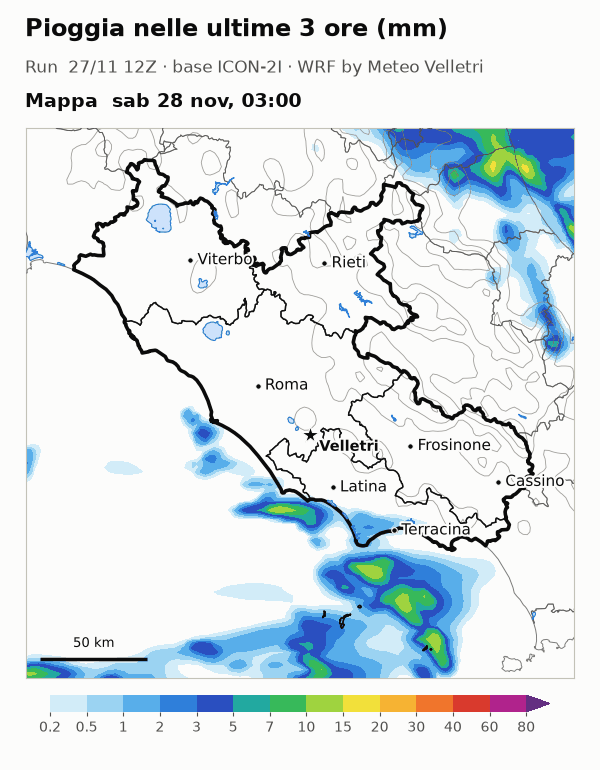 Pioggia nelle ultime 3 ore (mm)
Run  27/11 12Z · base ICON-2I · WRF by Meteo Velletri
Mappa  sab 28 nov, 03:00
Viterbo
Rieti
Roma
Velletri
Frosinone
Cassino
Latina
Terracina
50 km
0.2 0.5 1 2 3 5 7 10 15 20 30 40 60 80